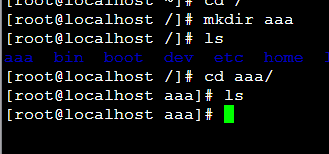 [root@localhost ~]# cd /
[root@localhost /]# mkdir aaa
[root@localhost /]# ls
aaa bin boot dev etc home
[root@localhost /]# cd aaa/
[root@localhost aaa]# ls
[root@localhost aaa]#